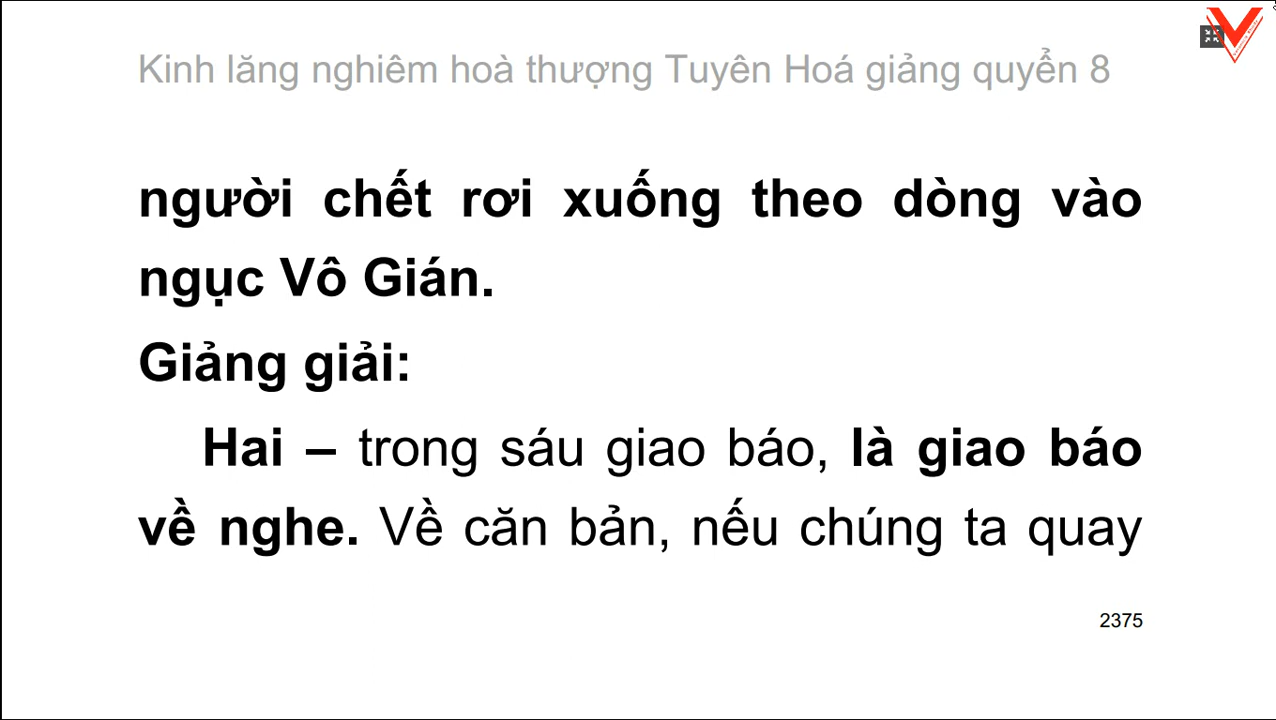 Kinh lăng nghiêm hoà thượng Tuyên Hoá giảng quyển 8
người chết rơi xuống theo dòng vào
ngục Vô Gián.
Giảng giải:
Hai – trong sáu giao báo, là giao báo
về nghe. Về căn bản, nếu chúng ta quay
2375